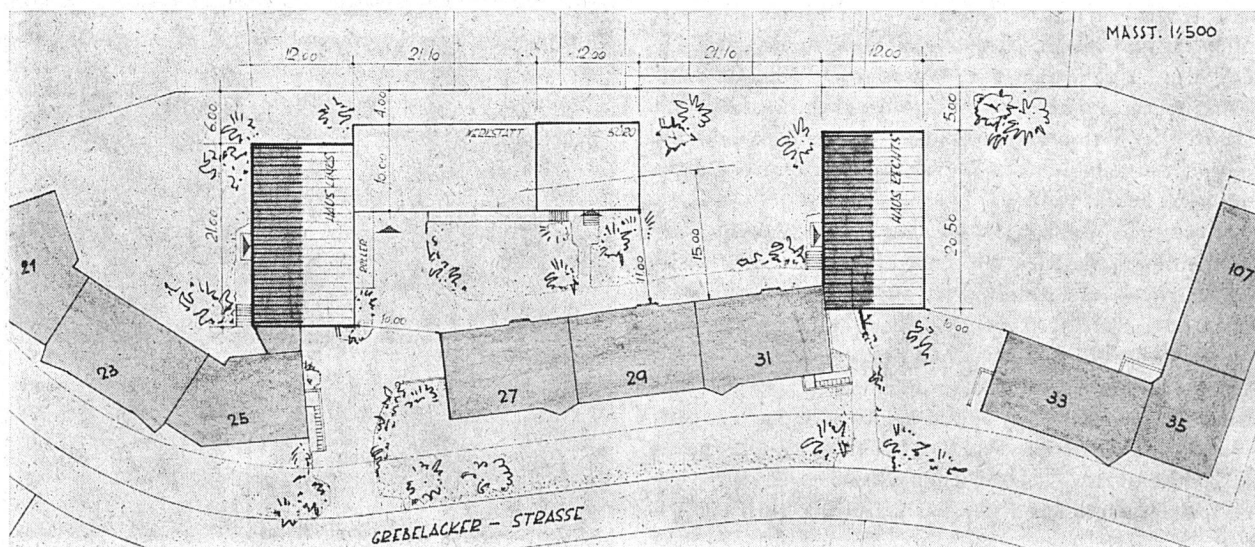 MASST. 1:500
12.00 21.10 12.00 21.10 12.00
6.00
4.00
5.00
WERKSTATT
BÜRO
HAUS LINKS
HAUS RECHTS
10.00
21.00
20.50
15.00
11.00
107
21
10.00
10.00
23
25
27
29
31
33
35
GREBELACKER - STRASSE